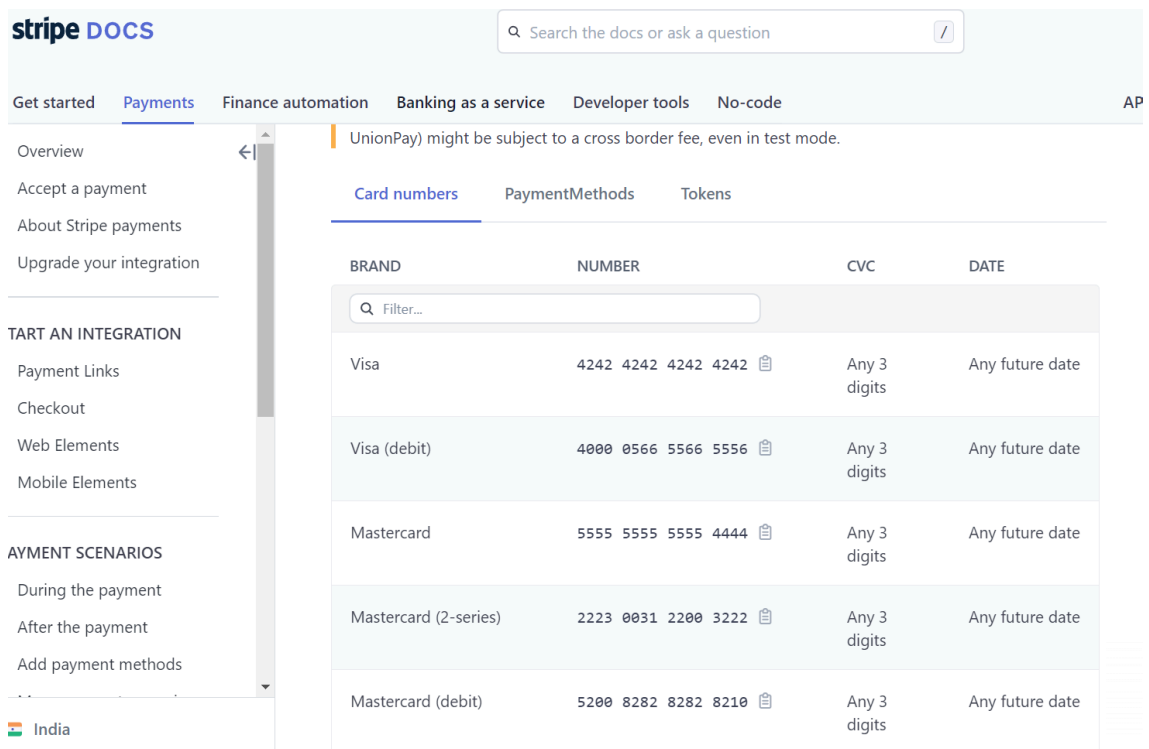 stripe DOCS
Search the docs or ask a question /
Get started Payments Finance automation Banking as a service Developer tools No-code AP
UnionPay) might be subject to a cross border fee, even in test mode.
Overview
Accept a payment
About Stripe payments
Upgrade your integration
TART AN INTEGRATION
Payment Links
Checkout
Web Elements
Mobile Elements
AYMENT SCENARIOS
During the payment
After the payment
Add payment methods
India
Card numbers PaymentMethods Tokens
BRAND NUMBER CVC DATE
Filter...
Visa 4242 4242 4242 4242 Any 3 digits Any future date
Visa (debit) 4000 0566 5566 5556 Any 3 digits Any future date
Mastercard 5555 5555 5555 4444 Any 3 digits Any future date
Mastercard (2-series) 2223 0031 2200 3222 Any 3 digits Any future date
Mastercard (debit) 5200 8282 8282 8210 Any 3 digits Any future date